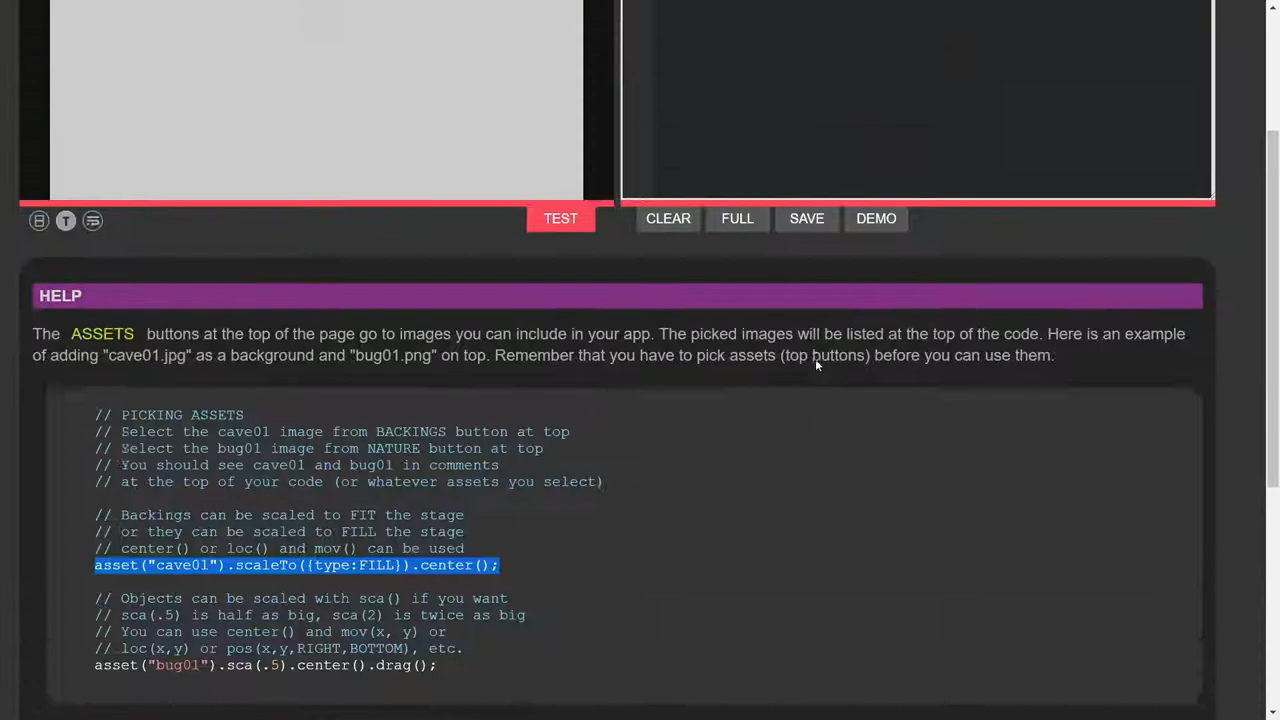 T
TEST
CLEAR
FULL
SAVE
DEMO
HELP
The ASSETS buttons at the top of the page go to images you can include in your app. The picked images will be listed at the top of the code. Here is an example
of adding "cave01.jpg" as a background and "bug01.png" on top. Remember that you have to pick assets (top buttons) before you can use them.
// PICKING ASSETS
// Select the cave01 image from BACKINGS button at top
// Select the bug01 image from NATURE button at top
// You should see cave01 and bug01 in comments
// at the top of your code (or whatever assets you select)
// Backings can be scaled to FIT the stage
// or they can be scaled to FILL the stage
// center() or loc() and mov() can be used
asset("cave01").scaleTo({type:FILL}).center();
// Objects can be scaled with sca() if you want
// sca(.5) is half as big, sca(2) is twice as big
// You can use center() and mov(x, y) or
// loc(x,y) or pos(x,y,RIGHT,BOTTOM), etc.
asset("bug01").sca(.5).center().drag();